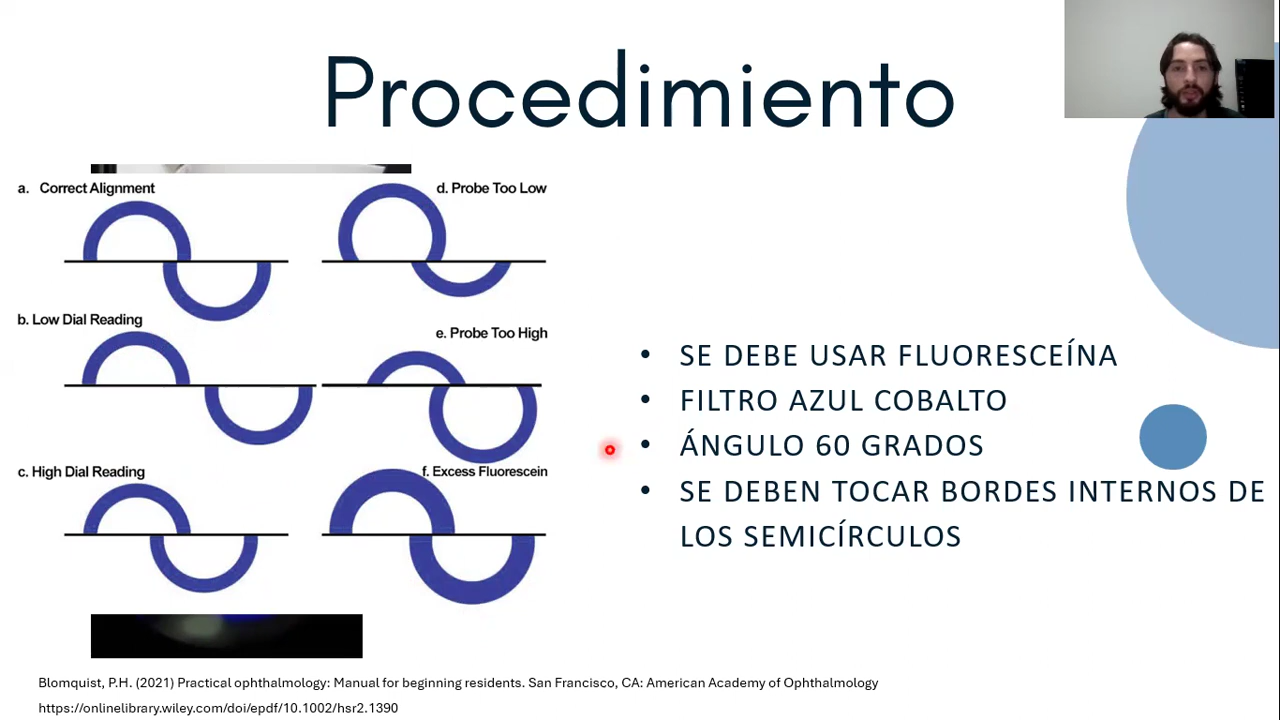 Procedimiento
a. Correct Alignment
d. Probe Too Low
b. Low Dial Reading
e. Probe Too High
c. High Dial Reading
f. Excess Fluorescein
• SE DEBE USAR FLUORESCEÍNA
• FILTRO AZUL COBALTO
• ÁNGULO 60 GRADOS
• SE DEBEN TOCAR BORDES INTERNOS DE
LOS SEMICÍRCULOS
Blomquist, P.H. (2021) Practical ophthalmology: Manual for beginning residents. San Francisco, CA: American Academy of Ophthalmology
https://onlinelibrary.wiley.com/doi/epdf/10.1002/hsr2.1390